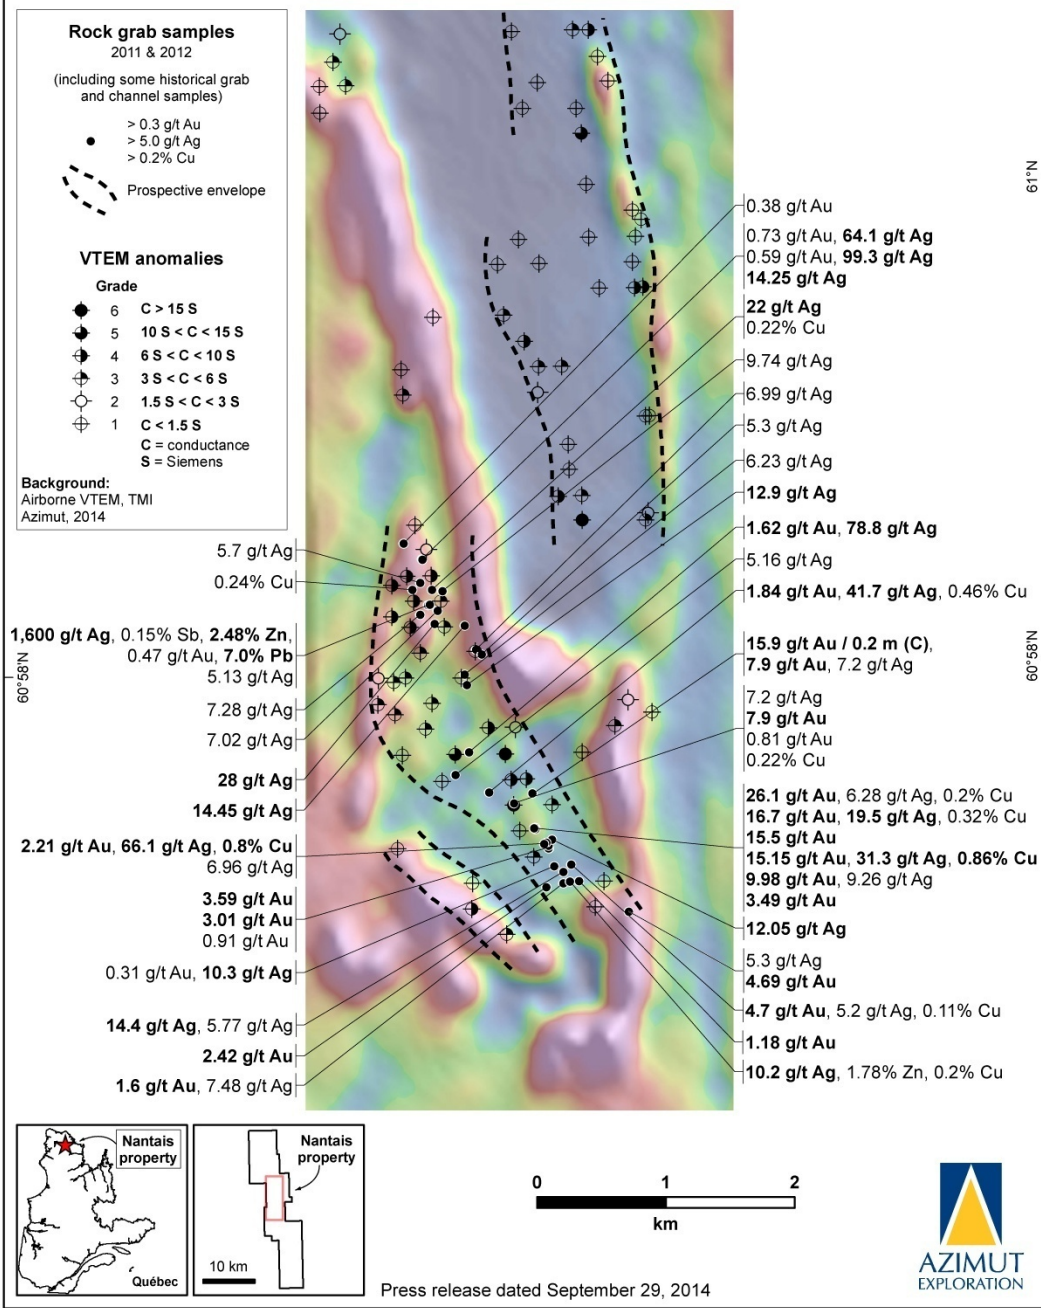 Rock grab samples
2011 & 2012
(including some historical grab
and channel samples)
> 0.3 g/t Au
> 5.0 g/t Ag
> 0.2% Cu
Prospective envelope
VTEM anomalies
Grade
6 C > 15 S
5 10 S < C < 15 S
4 6 S < C < 10 S
3 3 S < C < 6 S
2 1.5 S < C < 3 S
1 C < 1.5 S
C = conductance
S = Siemens
Background:
Airborne VTEM, TMI
Azimut, 2014
5.7 g/t Ag
0.24% Cu
1,600 g/t Ag, 0.15% Sb, 2.48% Zn,
0.47 g/t Au, 7.0% Pb
5.13 g/t Ag
7.28 g/t Ag
7.02 g/t Ag
28 g/t Ag
14.45 g/t Ag
2.21 g/t Au, 66.1 g/t Ag, 0.8% Cu
6.96 g/t Ag
3.59 g/t Au
3.01 g/t Au
0.91 g/t Au
0.31 g/t Au, 10.3 g/t Ag
14.4 g/t Ag, 5.77 g/t Ag
2.42 g/t Au
1.6 g/t Au, 7.48 g/t Ag
60°58'N
61°N
0.38 g/t Au
0.73 g/t Au, 64.1 g/t Ag
0.59 g/t Au, 99.3 g/t Ag
14.25 g/t Ag
22 g/t Ag
0.22% Cu
9.74 g/t Ag
6.99 g/t Ag
5.3 g/t Ag
6.23 g/t Ag
12.9 g/t Ag
1.62 g/t Au, 78.8 g/t Ag
5.16 g/t Ag
1.84 g/t Au, 41.7 g/t Ag, 0.46% Cu
15.9 g/t Au / 0.2 m (C),
7.9 g/t Au, 7.2 g/t Ag
7.2 g/t Ag
7.9 g/t Au
0.81 g/t Au
0.22% Cu
26.1 g/t Au, 6.28 g/t Ag, 0.2% Cu
16.7 g/t Au, 19.5 g/t Ag, 0.32% Cu
15.5 g/t Au
15.15 g/t Au, 31.3 g/t Ag, 0.86% Cu
9.98 g/t Au, 9.26 g/t Ag
3.49 g/t Au
12.05 g/t Ag
5.3 g/t Ag
4.69 g/t Au
4.7 g/t Au, 5.2 g/t Ag, 0.11% Cu
1.18 g/t Au
10.2 g/t Ag, 1.78% Zn, 0.2% Cu
60°58'N
Nantais
property
Québec
Nantais
property
10 km
0 1 2
km
Press release dated September 29, 2014
AZIMUT
EXPLORATION